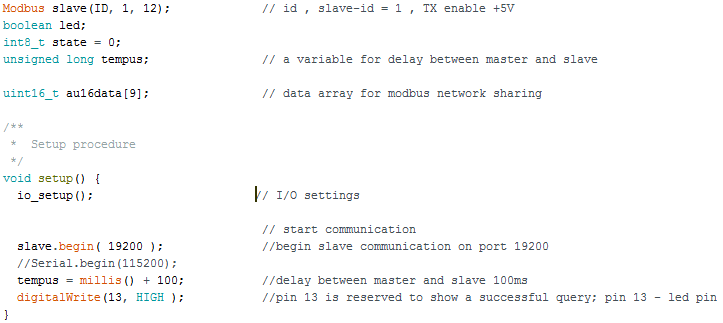 Modbus slave(ID, 1, 12); // id , slave-id = 1 , TX enable +5V
boolean led;
int8_t state = 0;
unsigned long tempus; // a variable for delay between master and slave
uint16_t au16data[9]; // data array for modbus network sharing
/**
* Setup procedure
*/
void setup() {
io_setup(); // I/O settings
// start communication
slave.begin( 19200 ); //begin slave communication on port 19200
//Serial.begin(115200);
tempus = millis() + 100; //delay between master and slave 100ms
digitalWrite(13, HIGH ); //pin 13 is reserved to show a successful query; pin 13 - led pin
}